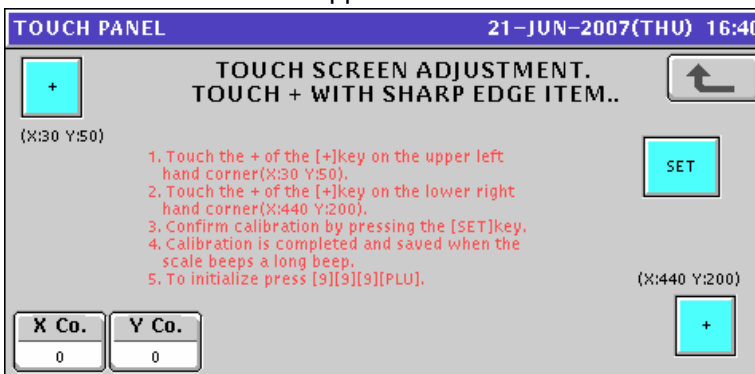 TOUCH PANEL 21-JUN-2007(THU) 16:40
TOUCH SCREEN ADJUSTMENT.
TOUCH + WITH SHARP EDGE ITEM..
+
(X:30 Y:50)
1. Touch the + of the [+]key on the upper left
hand corner(X:30 Y:50).
2. Touch the + of the [+]key on the lower right
hand corner(X:440 Y:200).
3. Confirm calibration by pressing the [SET]key.
4. Calibration is completed and saved when the
scale beeps a long beep.
5. To initialize press [9][9][9][PLU].
SET
(X:440 Y:200)
+
X Co. Y Co.
0 0